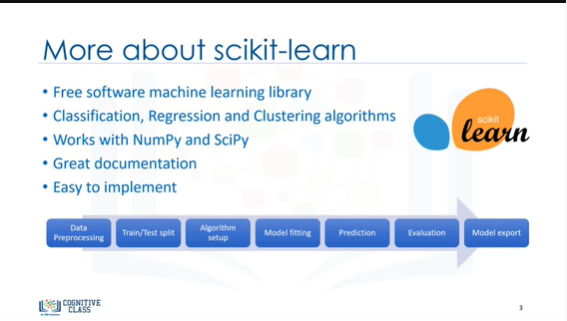 More about scikit-learn
• Free software machine learning library
• Classification, Regression and Clustering algorithms
• Works with NumPy and SciPy
• Great documentation
• Easy to implement
scikit
learn
Data
Preprocessing
Train/Test split
Algorithm
setup
Model fitting
Prediction
Evaluation
Model export
COGNITIVE
CLASS
3